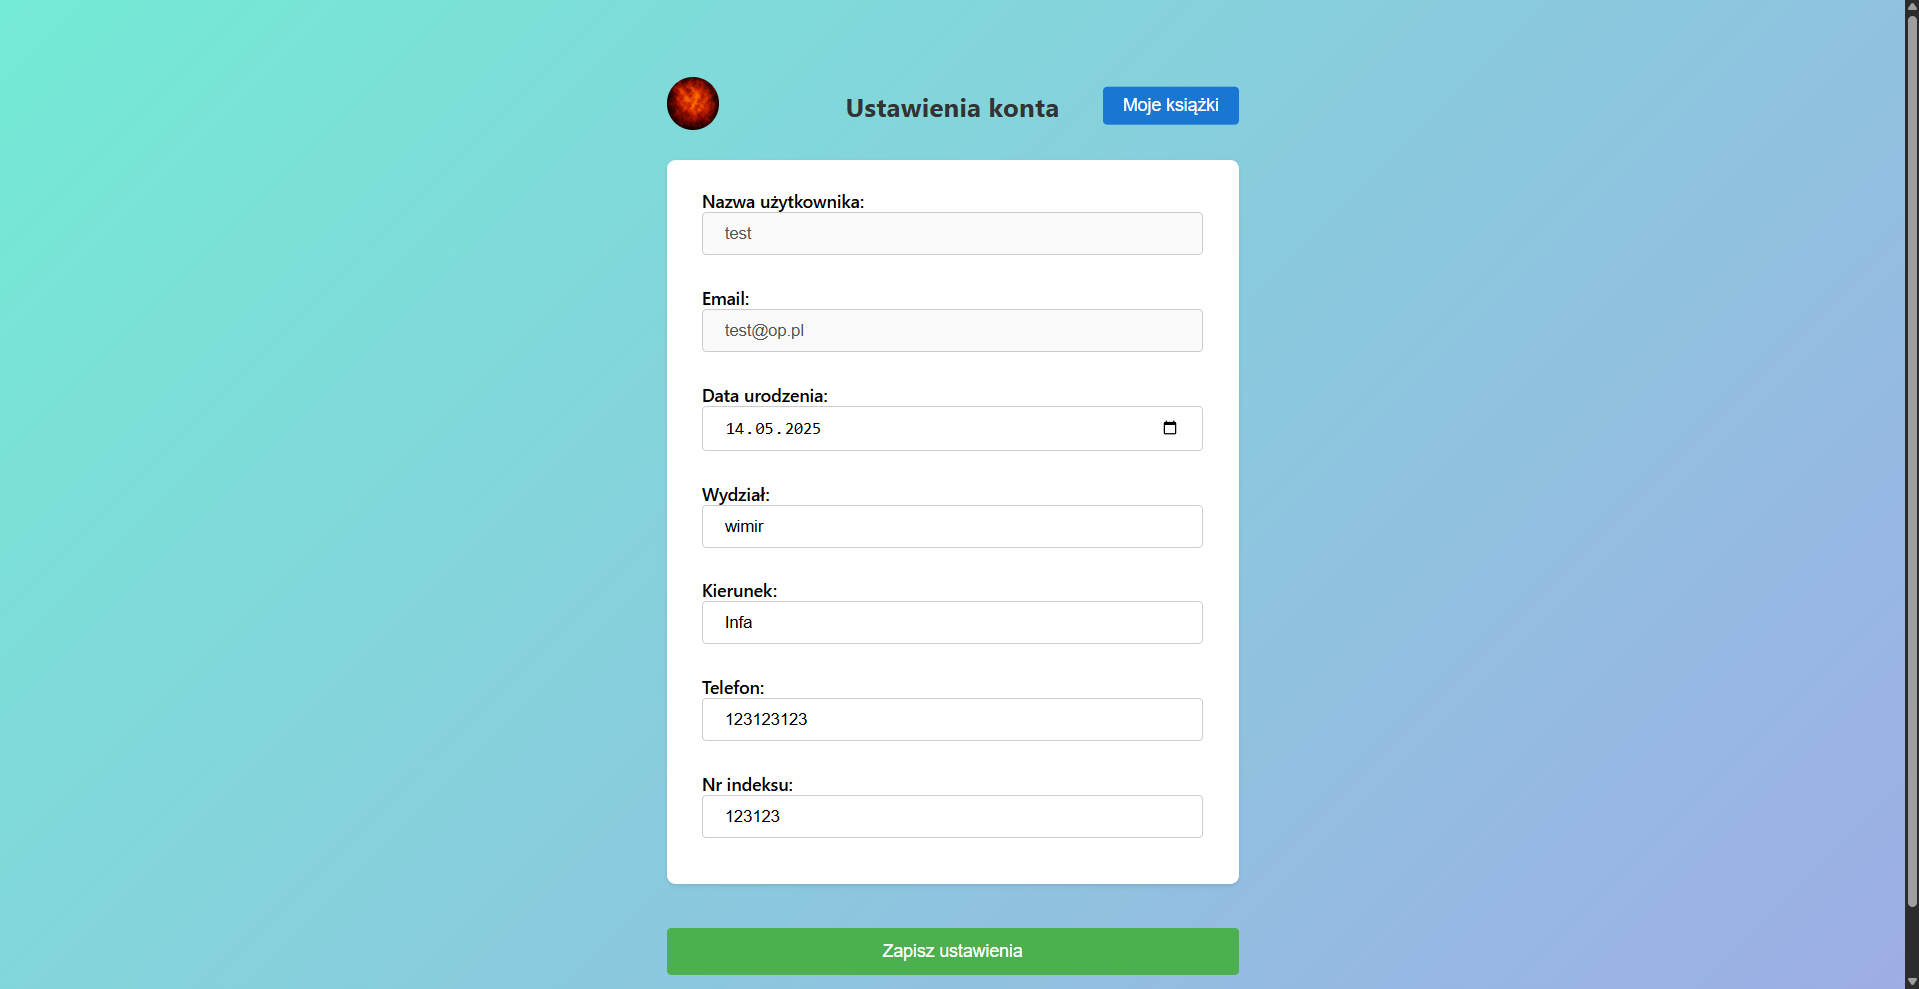 Ustawienia konta
Moje książki
Nazwa użytkownika:
test
Email:
test@op.pl
Data urodzenia:
14.05.2025
Wydział:
wimir
Kierunek:
Infa
Telefon:
123123123
Nr indeksu:
123123
Zapisz ustawienia